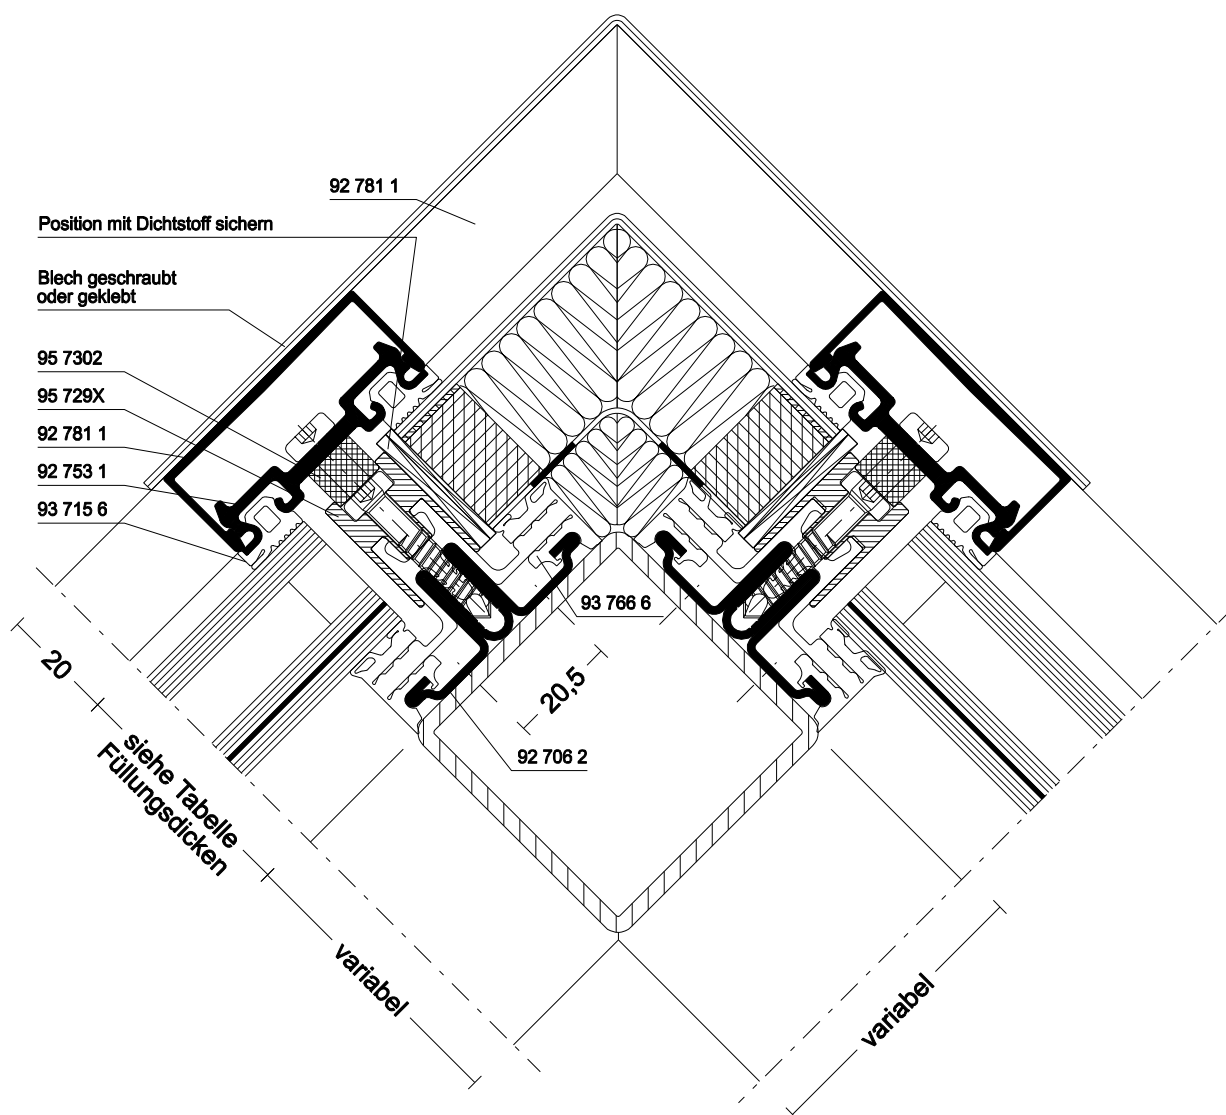 92 781 1
Position mit Dichtstoff sichern
Blech geschraubt
oder geklebt
95 7302
95 729X
92 781 1
92 753 1
93 715 6
93 766 6
20
20,5
92 706 2
siehe Tabelle
Füllungsdicken
variabel
variabel